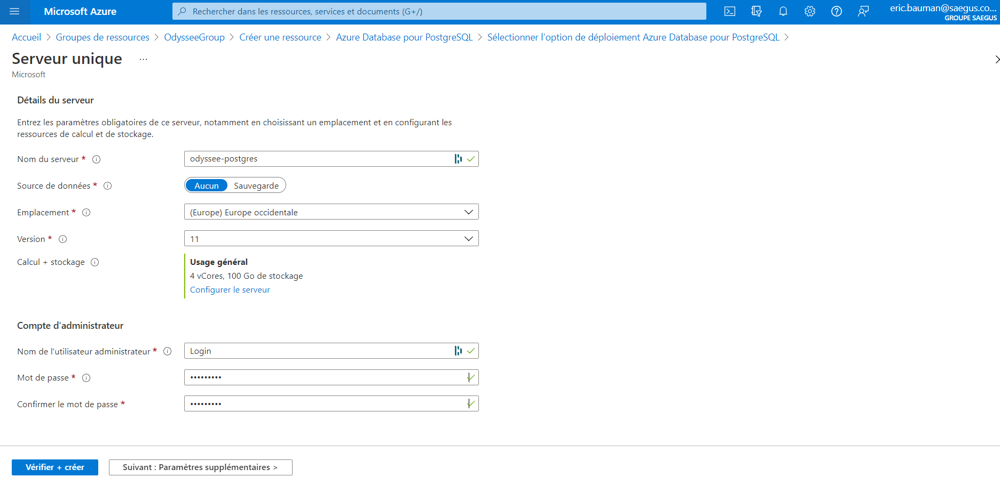 Microsoft Azure
Rechercher dans les ressources, services et documents (G+/)
eric.bauman@saegus.co...
GROUPE SAEGUS
Accueil > Groupes de ressources > OdysseeGroup > Créer une ressource > Azure Database pour PostgreSQL > Sélectionner l'option de déploiement Azure Database pour PostgreSQL >
Serveur unique ...
Microsoft
Détails du serveur
Entrez les paramètres obligatoires de ce serveur, notamment en choisissant un emplacement et en configurant les
ressources de calcul et de stockage.
Nom du serveur * odyssee-postgres
Source de données * Aucun Sauvegarde
Emplacement * (Europe) Europe occidentale
Version * 11
Calcul + stockage Usage général
4 vCores, 100 Go de stockage
Configurer le serveur
Compte d'administrateur
Nom de l'utilisateur administrateur * Login
Mot de passe * •••••••••
Confirmer le mot de passe * •••••••••
Vérifier + créer Suivant : Paramètres supplémentaires >